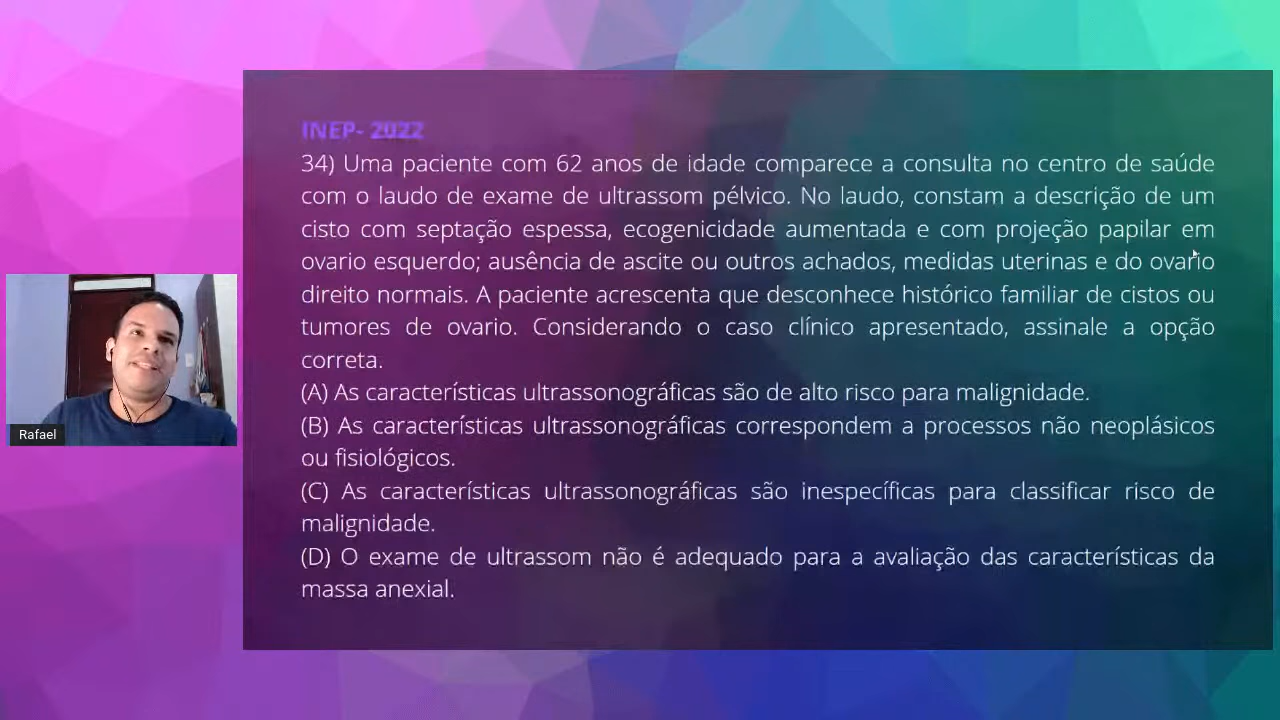 INEP- 2022
34) Uma paciente com 62 anos de idade comparece a consulta no centro de saúde
com o laudo de exame de ultrassom pélvico. No laudo, constam a descrição de um
cisto com septação espessa, ecogenicidade aumentada e com projeção papilar em
ovario esquerdo; ausência de ascite ou outros achados, medidas uterinas e do ovario
direito normais. A paciente acrescenta que desconhece histórico familiar de cistos ou
tumores de ovario. Considerando o caso clínico apresentado, assinale a opção
correta.
(A) As características ultrassonográficas são de alto risco para malignidade.
(B) As características ultrassonográficas correspondem a processos não neoplásicos
ou fisiológicos.
(C) As características ultrassonográficas são inespecíficas para classificar risco de
malignidade.
(D) O exame de ultrassom não é adequado para a avaliação das características da
massa anexial.
Rafael